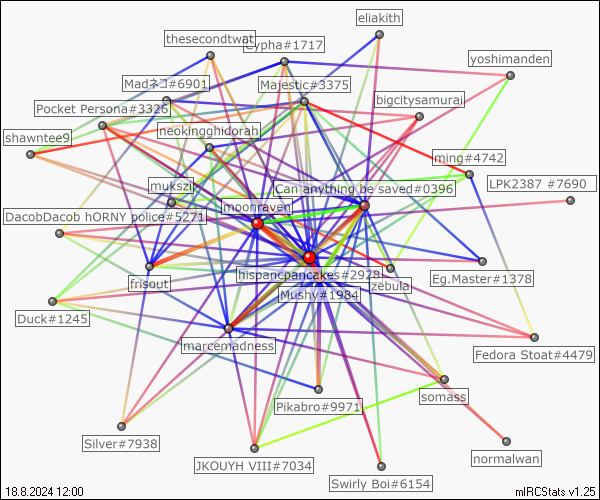 eliakith
thesecondtwat
Cypha#1717
yoshimanden
Madネコ#6901
Majestic#3375
bigcitysamurai
Pocket Persona#3326
neokingghidorah
shawntee9
ming#4742
mukszil
Can anything be saved#0396
LPK2387 #7690
moonraven
DacobDacob hORNY police#5271
hispancpancakes#2928
zebula
Eg.Master#1378
frisout
Mushy#1984
Duck#1245
marcemadness
Fedora Stoat#4479
somass
Pikabro#9971
Silver#7938
normalwan
JKOUYH VIII#7034
Swirly Boi#6154
18.8.2024 12:00
mIRCStats v1.25